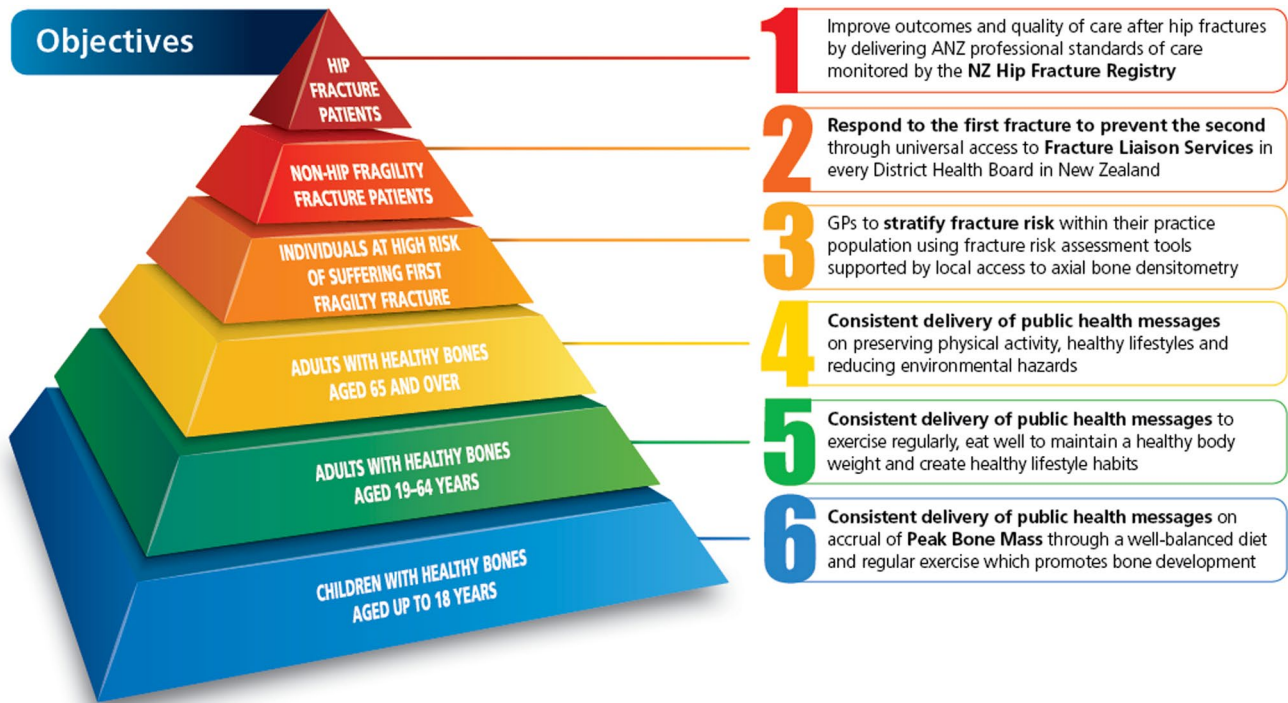 Objectives
HIP
FRACTURE
PATIENTS
1
Improve outcomes and quality of care after hip fractures
by delivering ANZ professional standards of care
monitored by the NZ Hip Fracture Registry
NON-HIP FRAGILITY
FRACTURE PATIENTS
2
Respond to the first fracture to prevent the second
through universal access to Fracture Liaison Services in
every District Health Board in New Zealand
INDIVIDUALS AT HIGH RISK
OF SUFFERING FIRST
FRAGILTY FRACTURE
3
GPs to stratify fracture risk within their practice
population using fracture risk assessment tools
supported by local access to axial bone densitometry
ADULTS WITH HEALTHY BONES
AGED 65 AND OVER
4
Consistent delivery of public health messages
on preserving physical activity, healthy lifestyles and
reducing environmental hazards
ADULTS WITH HEALTHY BONES
AGED 19–64 YEARS
5
Consistent delivery of public health messages to
exercise regularly, eat well to maintain a healthy body
weight and create healthy lifestyle habits
CHILDREN WITH HEALTHY BONES
AGED UP TO 18 YEARS
6
Consistent delivery of public health messages on
accrual of Peak Bone Mass through a well-balanced diet
and regular exercise which promotes bone development